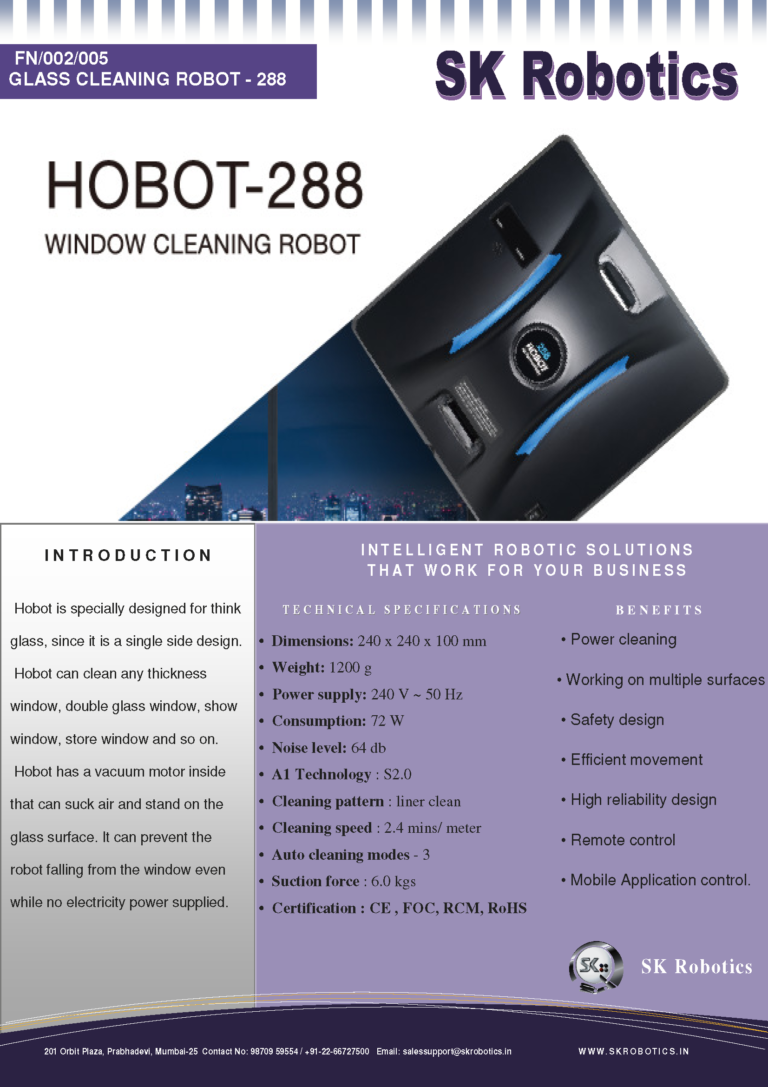 FN/002/005
GLASS CLEANING ROBOT - 288
SK Robotics
HOBOT-288
WINDOW CLEANING ROBOT
288
HOBOT
INTRODUCTION
Hobot is specially designed for think
glass, since it is a single side design.
Hobot can clean any thickness
window, double glass window, show
window, store window and so on.
Hobot has a vacuum motor inside
that can suck air and stand on the
glass surface. It can prevent the
robot falling from the window even
while no electricity power supplied.
INTELLIGENT ROBOTIC SOLUTIONS
THAT WORK FOR YOUR BUSINESS
TECHNICAL SPECIFICATIONS
• Dimensions: 240 x 240 x 100 mm
• Weight: 1200 g
• Power supply: 240 V ~ 50 Hz
• Consumption: 72 W
• Noise level: 64 db
• A1 Technology : S2.0
• Cleaning pattern : liner clean
• Cleaning speed : 2.4 mins/ meter
• Auto cleaning modes - 3
• Suction force : 6.0 kgs
• Certification : CE , FOC, RCM, RoHS
BENEFITS
• Power cleaning
• Working on multiple surfaces
• Safety design
• Efficient movement
• High reliability design
• Remote control
• Mobile Application control.
SK
SK Robotics
201 Orbit Plaza, Prabhadevi, Mumbai-25 Contact No: 98709 59554 / +91-22-66727500 Email: salessupport@skrobotics.in
WWW.SKROBOTICS.IN